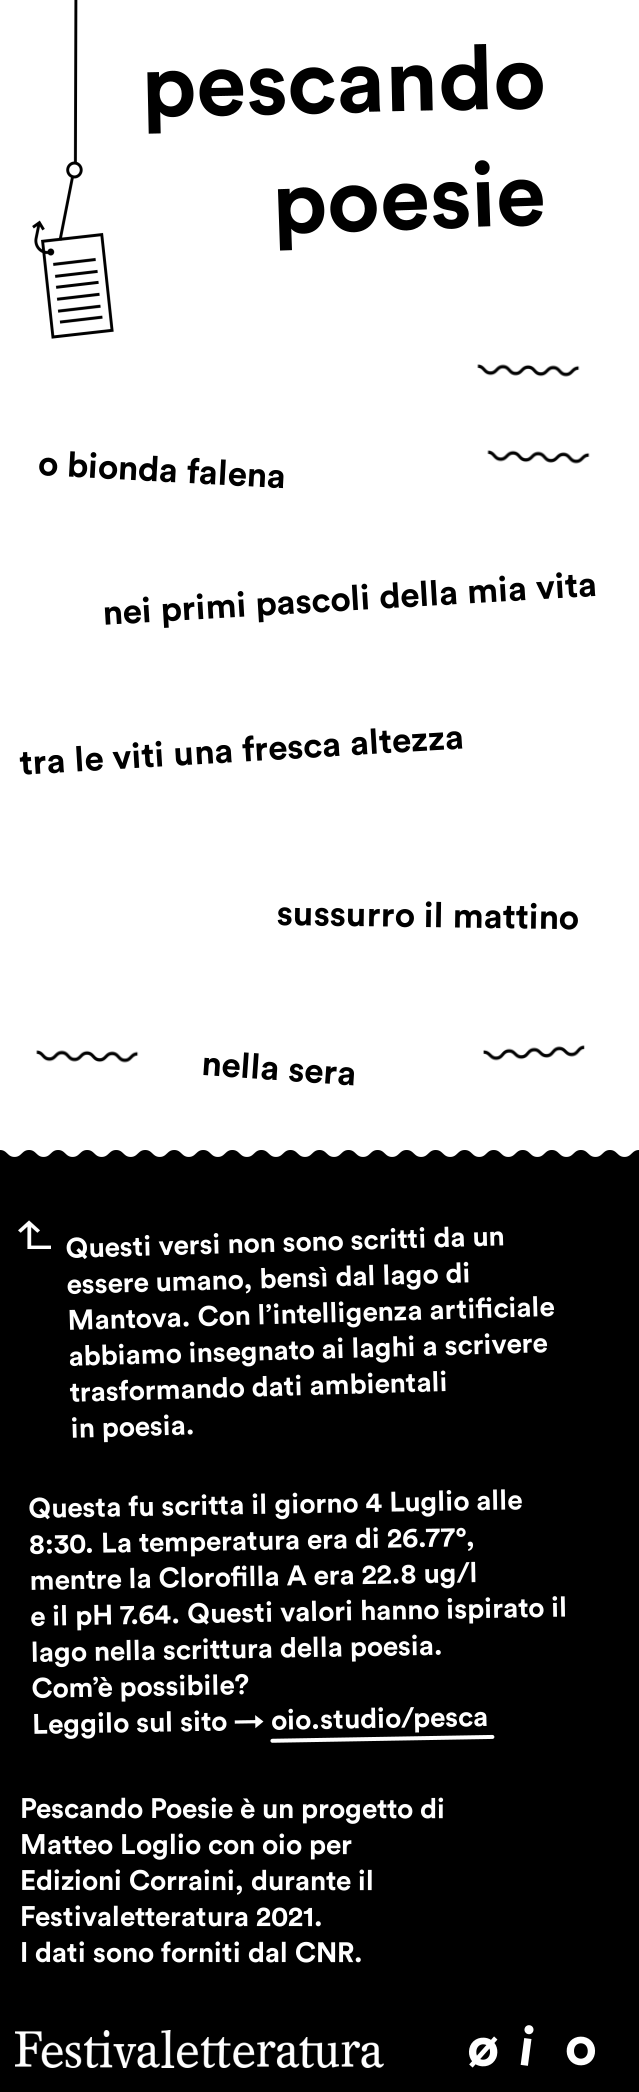 pescando
poesie
o bionda falena
nei primi pascoli della mia vita
tra le viti una fresca altezza
sussurro il mattino
nella sera
Questi versi non sono scritti da un
essere umano, bensì dal lago di
Mantova. Con l’intelligenza artificiale
abbiamo insegnato ai laghi a scrivere
trasformando dati ambientali
in poesia.
Questa fu scritta il giorno 4 Luglio alle
8:30. La temperatura era di 26.77°,
mentre la Clorofilla A era 22.8 ug/l
e il pH 7.64. Questi valori hanno ispirato il
lago nella scrittura della poesia.
Com’è possibile?
Leggilo sul sito → oio.studio/pesca
Pescando Poesie è un progetto di
Matteo Loglio con oio per
Edizioni Corraini, durante il
Festivaletteratura 2021.
I dati sono forniti dal CNR.
Festivaletteratura ø i o